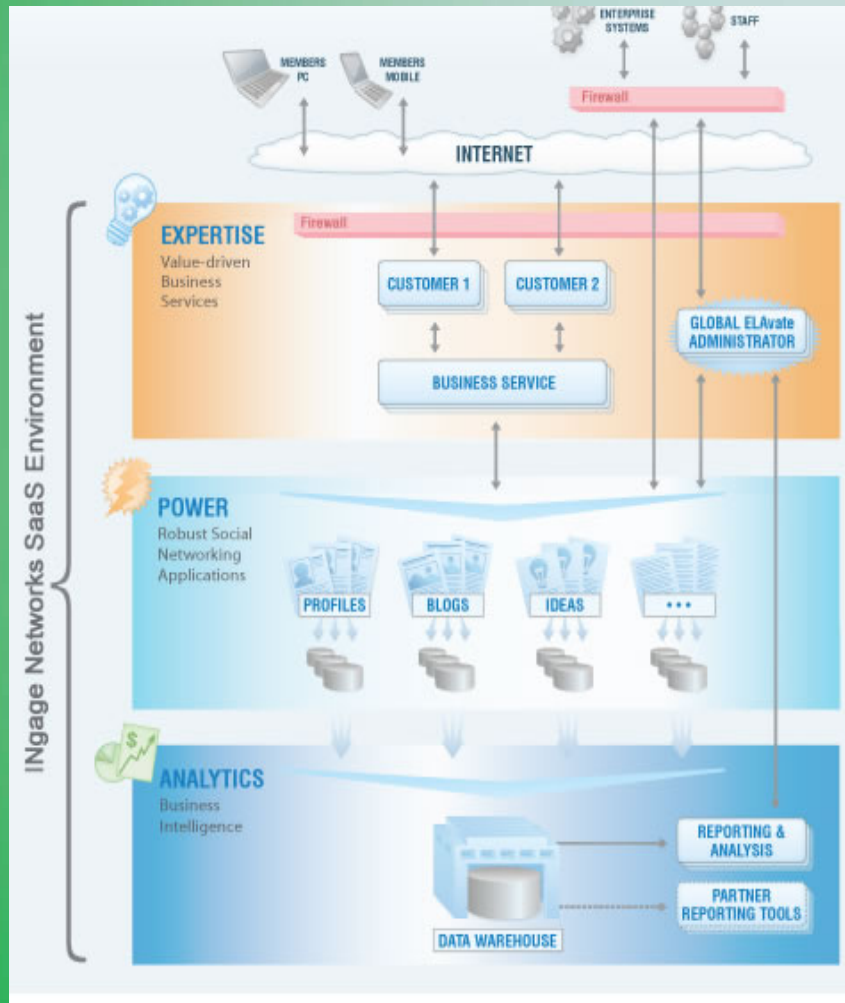 ENTERPRISE
SYSTEMS
STAFF
MEMBERS
PC
MEMBERS
MOBILE
Firewall
INTERNET
INgage Networks SaaS Environment
EXPERTISE
Value-driven
Business
Services
Firewall
CUSTOMER 1
CUSTOMER 2
GLOBAL ELAvate
ADMINISTRATOR
BUSINESS SERVICE
POWER
Robust Social
Networking
Applications
PROFILES
BLOGS
IDEAS
•••
$
ANALYTICS
Business
Intelligence
REPORTING &
ANALYSIS
PARTNER
REPORTING TOOLS
DATA WAREHOUSE